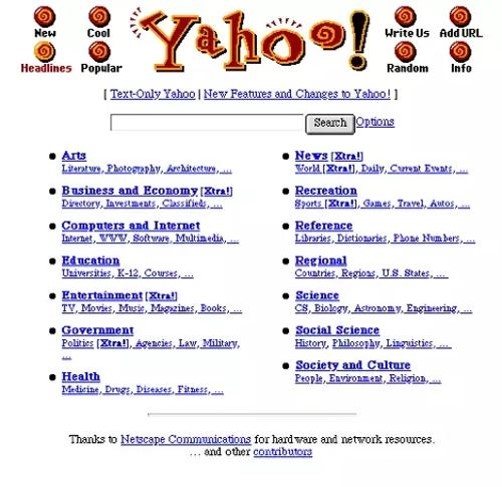 New Cool Yahoo! Write Us Add URL
Headlines Popular Random Info
[ Text-Only Yahoo | New Features and Changes to Yahoo! ]
Search Options
Arts
Literature, Photography, Architecture, ...
Business and Economy [Xtra!]
Directory, Investments, Classifieds, ...
Computers and Internet
Internet, WWW, Software, Multimedia, ...
Education
Universities, K-12, Courses, ...
Entertainment [Xtra!]
TV, Movies, Music, Magazines, Books, ...
Government
Politics [Xtra!], Agencies, Law, Military,
...
Health
Medicine, Drugs, Diseases, Fitness, ...
News [Xtra!]
World [Xtra!], Daily, Current Events, ...
Recreation
Sports [Xtra!], Games, Travel, Autos, ...
Reference
Libraries, Dictionaries, Phone Numbers, ...
Regional
Countries, Regions, U.S. States, ...
Science
CS, Biology, Astronomy, Engineering, ...
Social Science
History, Philosophy, Linguistics, ...
Society and Culture
People, Environment, Religion, ...
Thanks to Netscape Communications for hardware and network resources.
... and other contributors